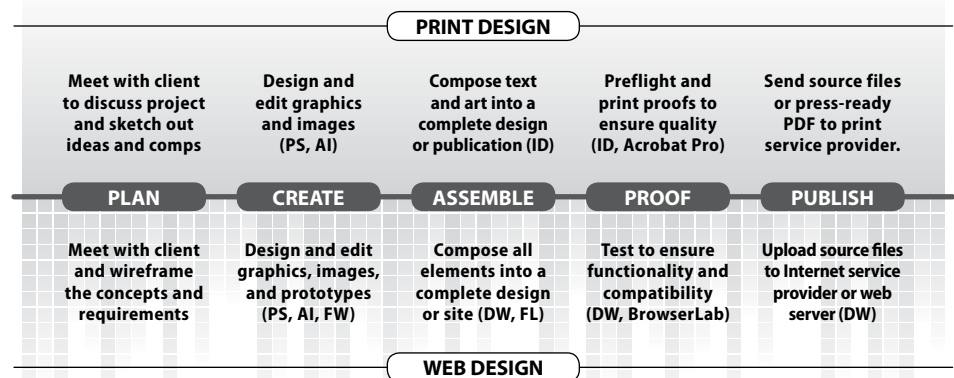 PRINT DESIGN
Meet with client
to discuss project
and sketch out
ideas and comps
Design and
edit graphics
and images
(PS, AI)
Compose text
and art into a
complete design
or publication (ID)
Preflight and
print proofs to
ensure quality
(ID, Acrobat Pro)
Send source files
or press-ready
PDF to print
service provider.
PLAN
CREATE
ASSEMBLE
PROOF
PUBLISH
Meet with client
and wireframe
the concepts and
requirements
Design and edit
graphics, images,
and prototypes
(PS, AI, FW)
Compose all
elements into a
complete design
or site (DW, FL)
Test to ensure
functionality and
compatibility
(DW, BrowserLab)
Upload source files
to Internet service
provider or web
server (DW)
WEB DESIGN